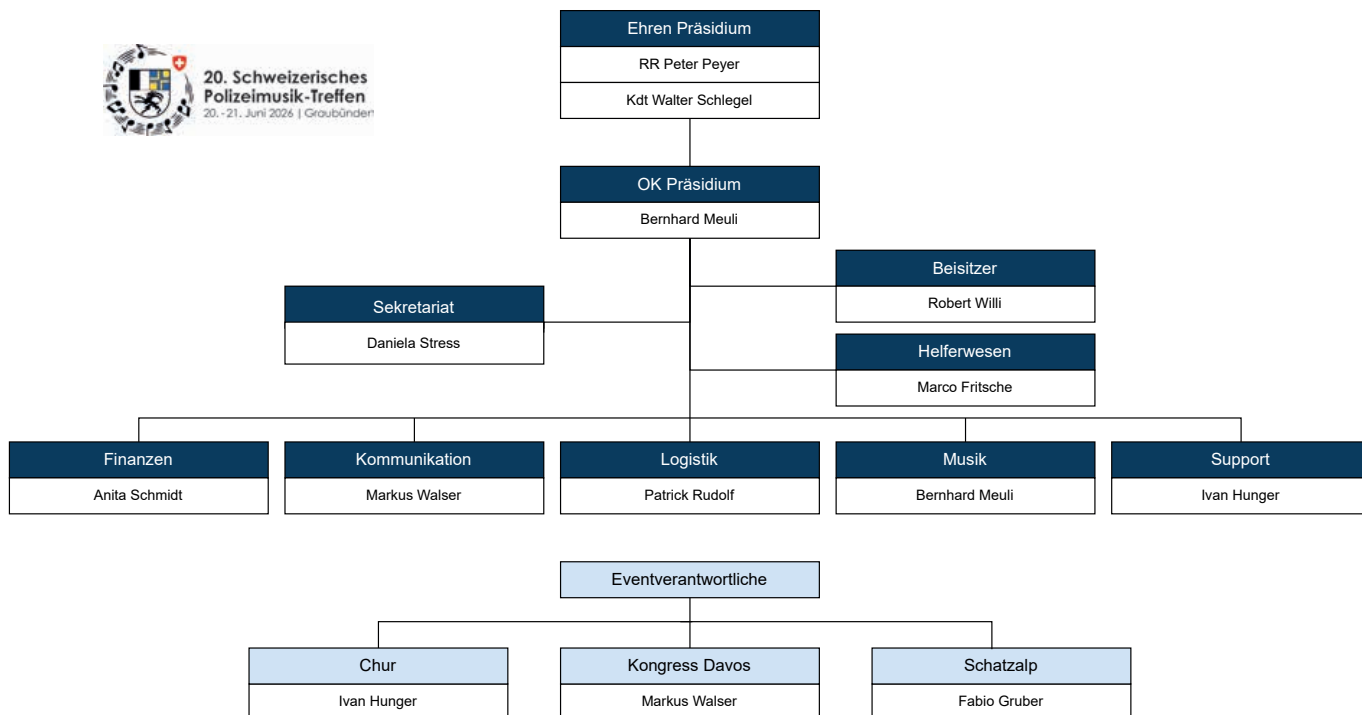 Ehren Präsidium
RR Peter Peyer
Kdt Walter Schlegel
20. Schweizerisches
Polizeimusik-Treffen
20.-21. Juni 2026 | Graubünden
OK Präsidium
Bernhard Meuli
Beisitzer
Robert Willi
Sekretariat
Daniela Stress
Helferwesen
Marco Fritsche
Finanzen
Anita Schmidt
Kommunikation
Markus Walser
Logistik
Patrick Rudolf
Musik
Bernhard Meuli
Support
Ivan Hunger
Eventverantwortliche
Chur
Ivan Hunger
Kongress Davos
Markus Walser
Schatzalp
Fabio Gruber